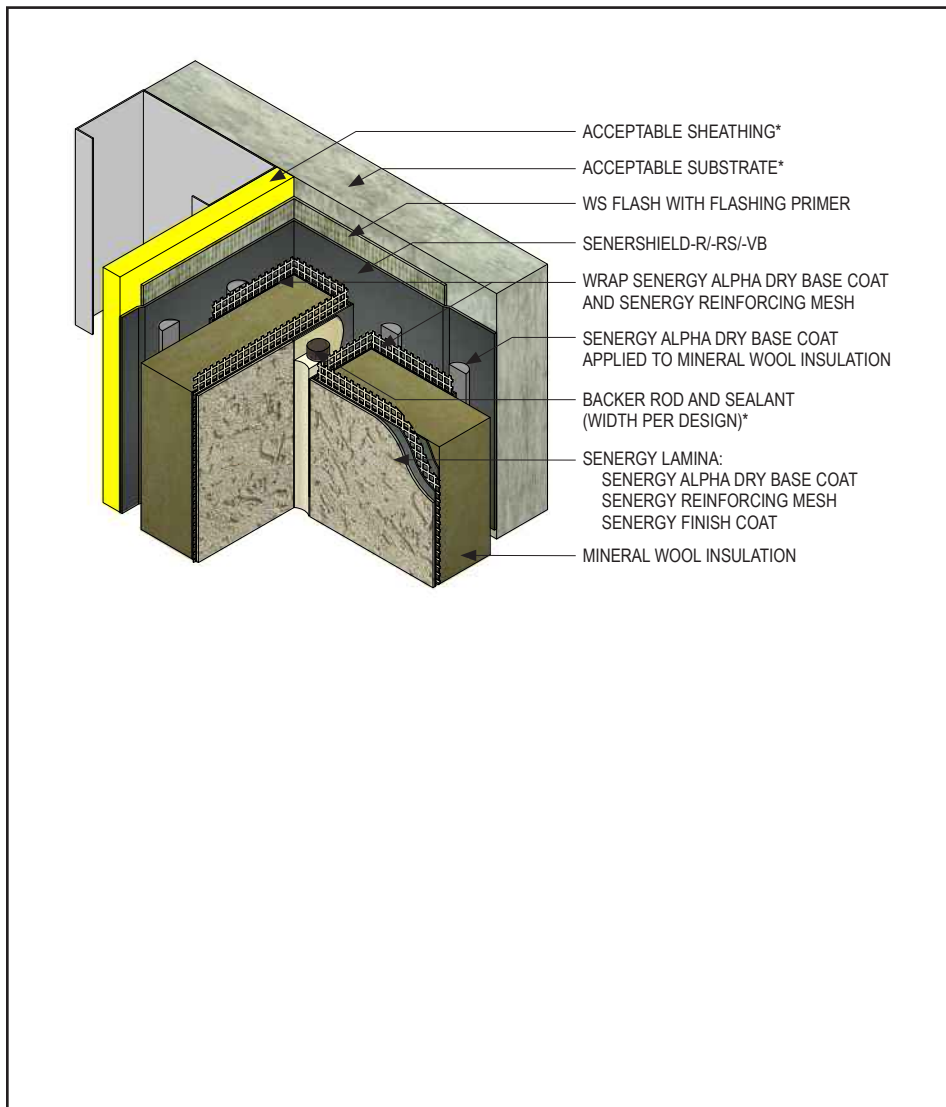 ACCEPTABLE SHEATHING*
ACCEPTABLE SUBSTRATE*
WS FLASH WITH FLASHING PRIMER
SENERSHIELD-R/-RS/-VB
WRAP SENERGY ALPHA DRY BASE COAT
AND SENERGY REINFORCING MESH
SENERGY ALPHA DRY BASE COAT
APPLIED TO MINERAL WOOL INSULATION
BACKER ROD AND SEALANT
(WIDTH PER DESIGN)*
SENERGY LAMINA:
SENERGY ALPHA DRY BASE COAT
SENERGY REINFORCING MESH
SENERGY FINISH COAT
MINERAL WOOL INSULATION